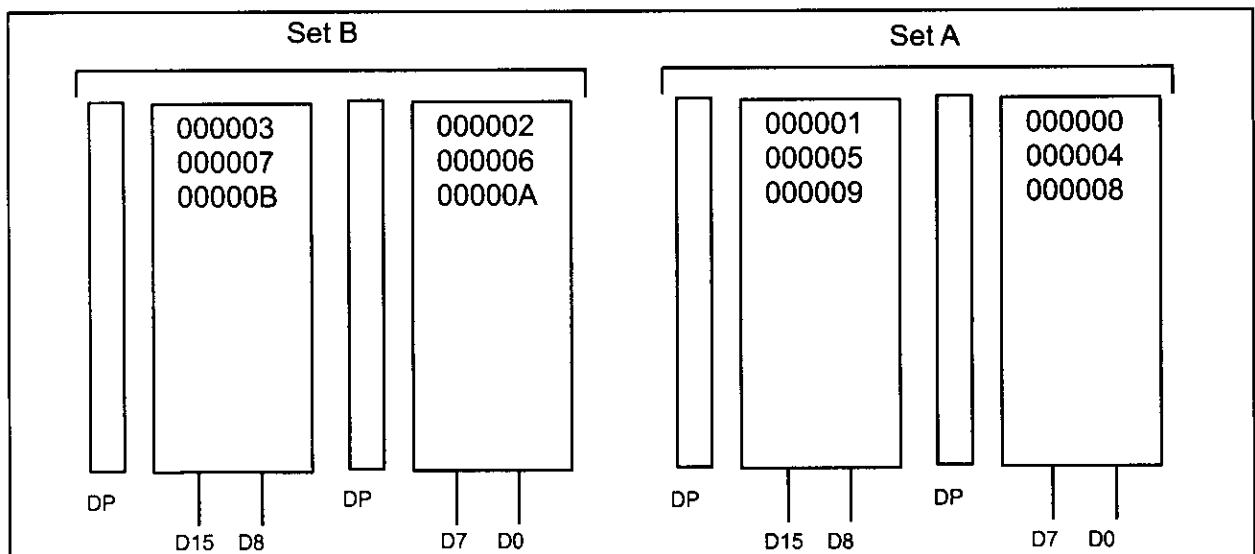 Set B
Set A
000003
000007
00000B
000002
000006
00000A
000001
000005
000009
000000
000004
000008
DP
DP
DP
DP
D15 D8
D7 D0
D15 D8
D7 D0